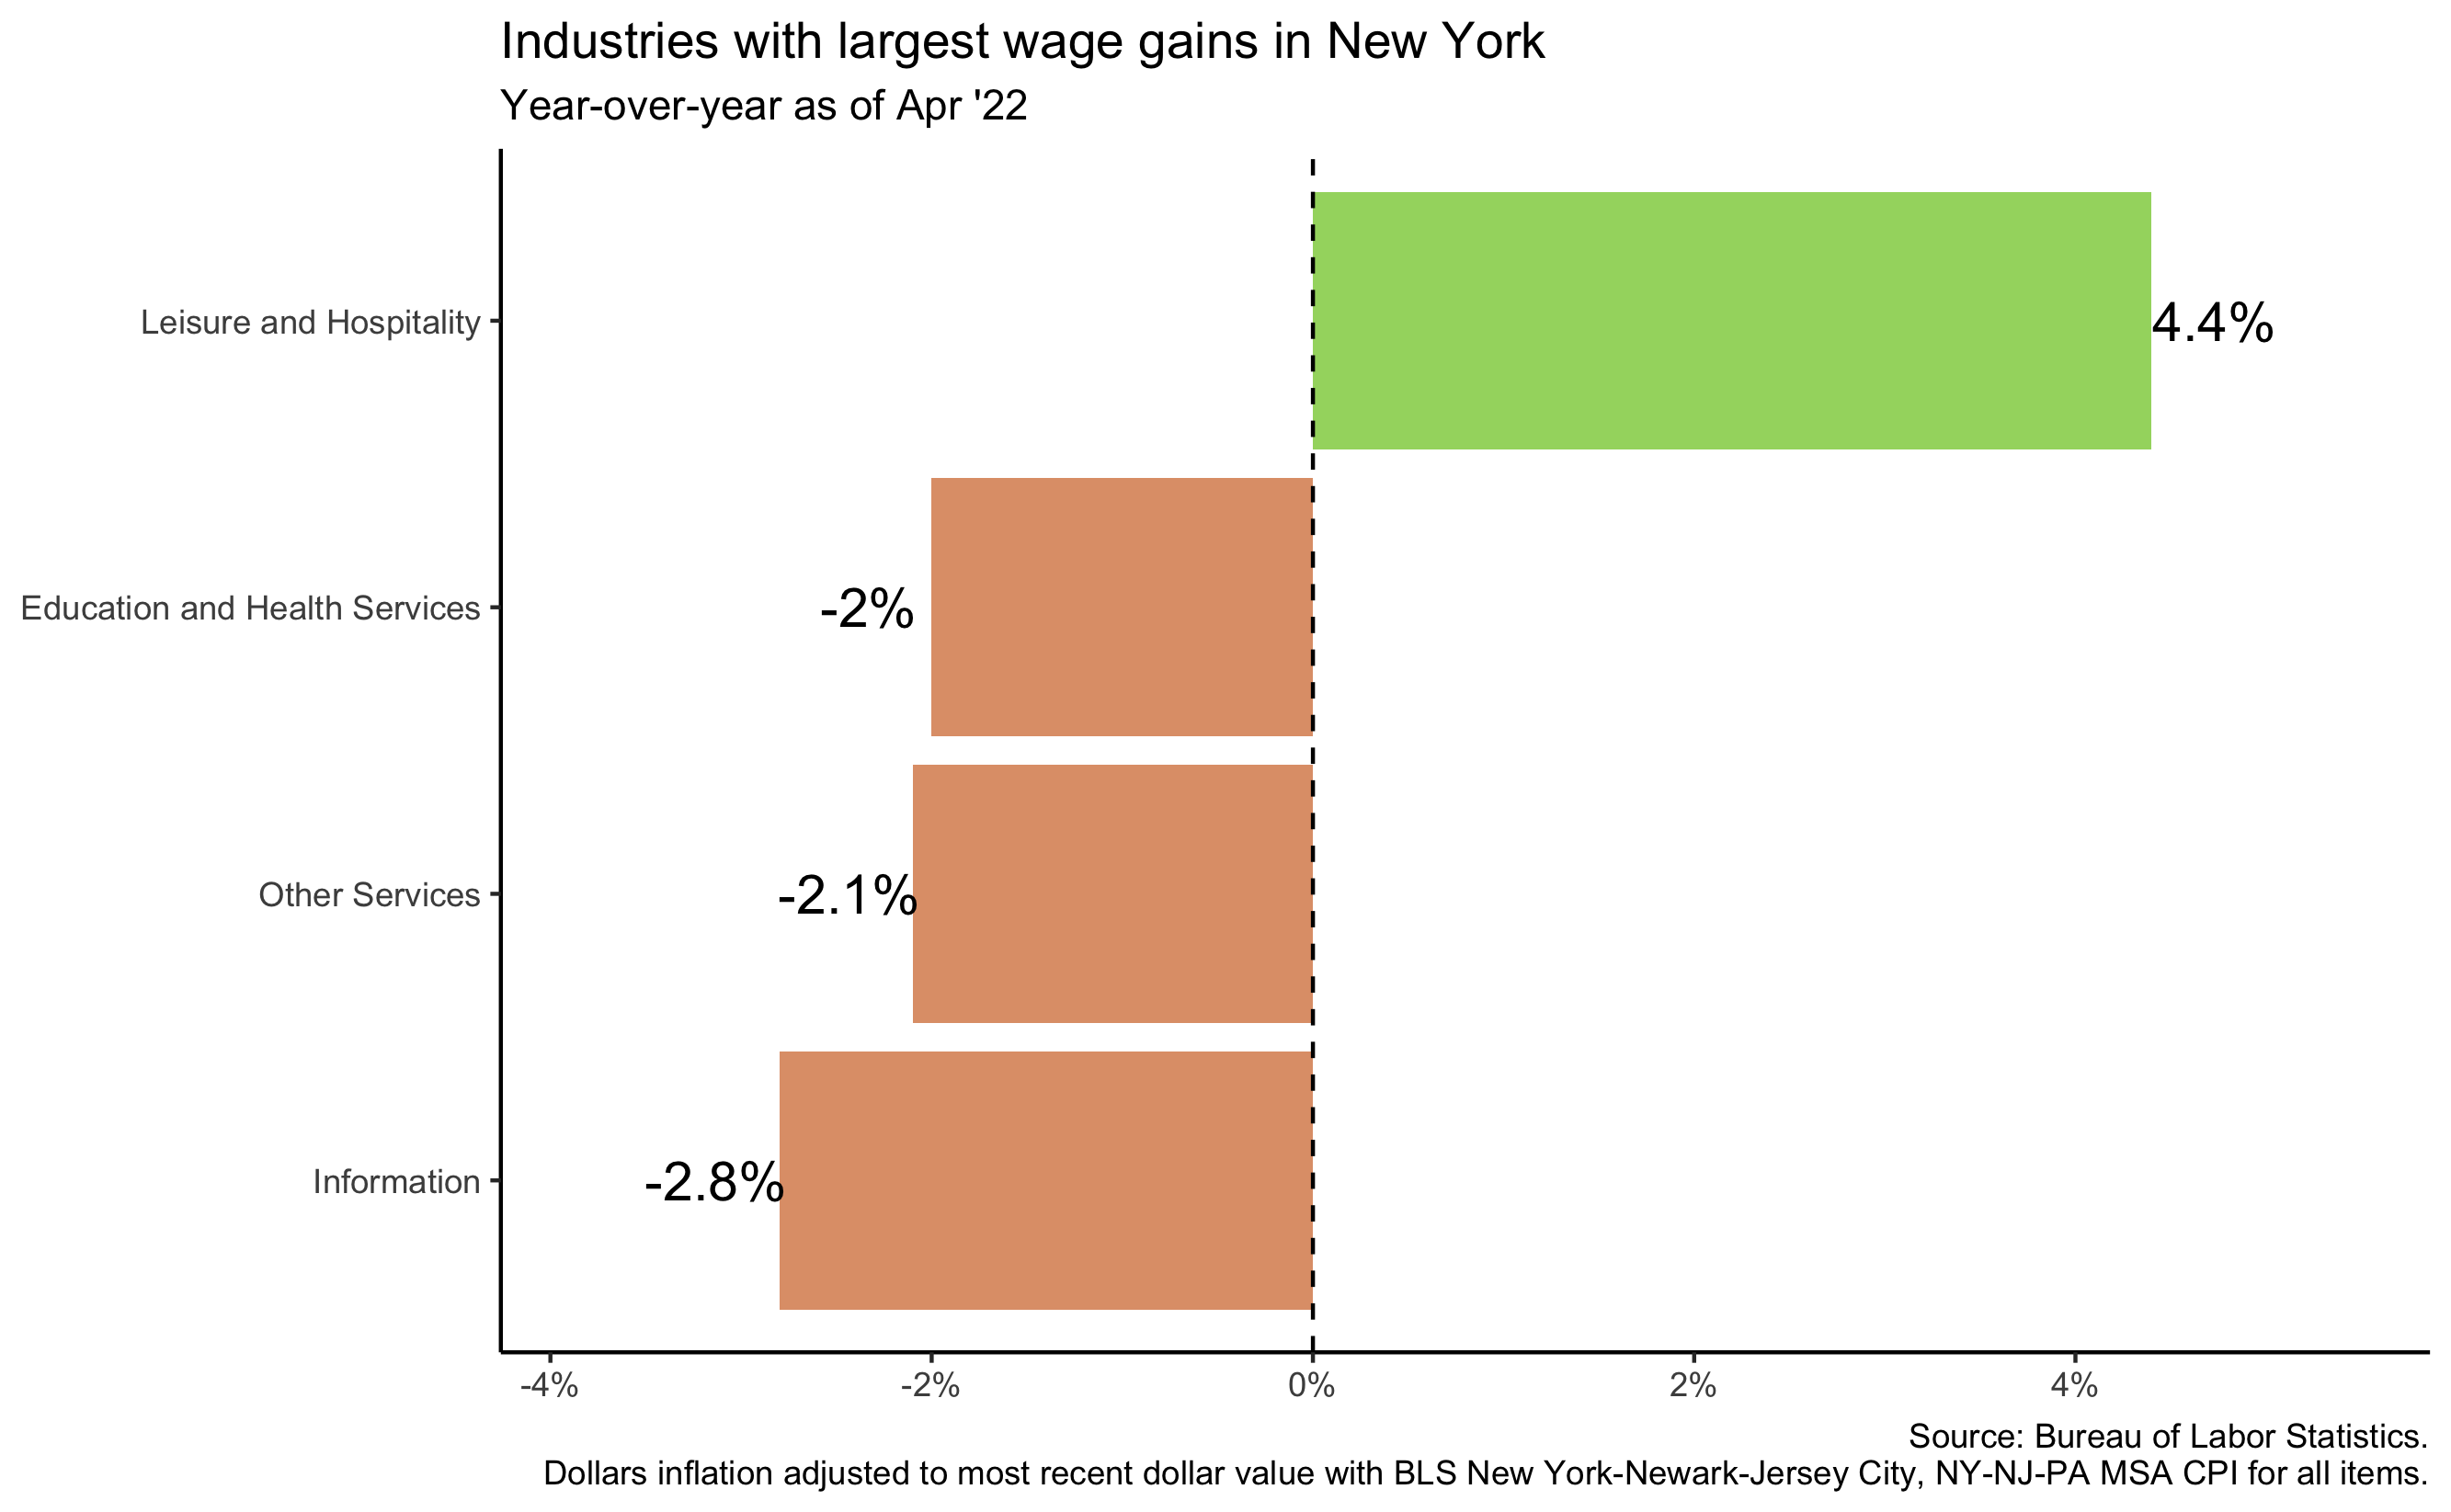 Industries with largest wage gains in New York
Year-over-year as of Apr '22
Leisure and Hospitality
4.4%
Education and Health Services
-2%
Other Services
-2.1%
Information
-2.8%
-4%
-2%
0%
2%
4%
Source: Bureau of Labor Statistics.
Dollars inflation adjusted to most recent dollar value with BLS New York-Newark-Jersey City, NY-NJ-PA MSA CPI for all items.